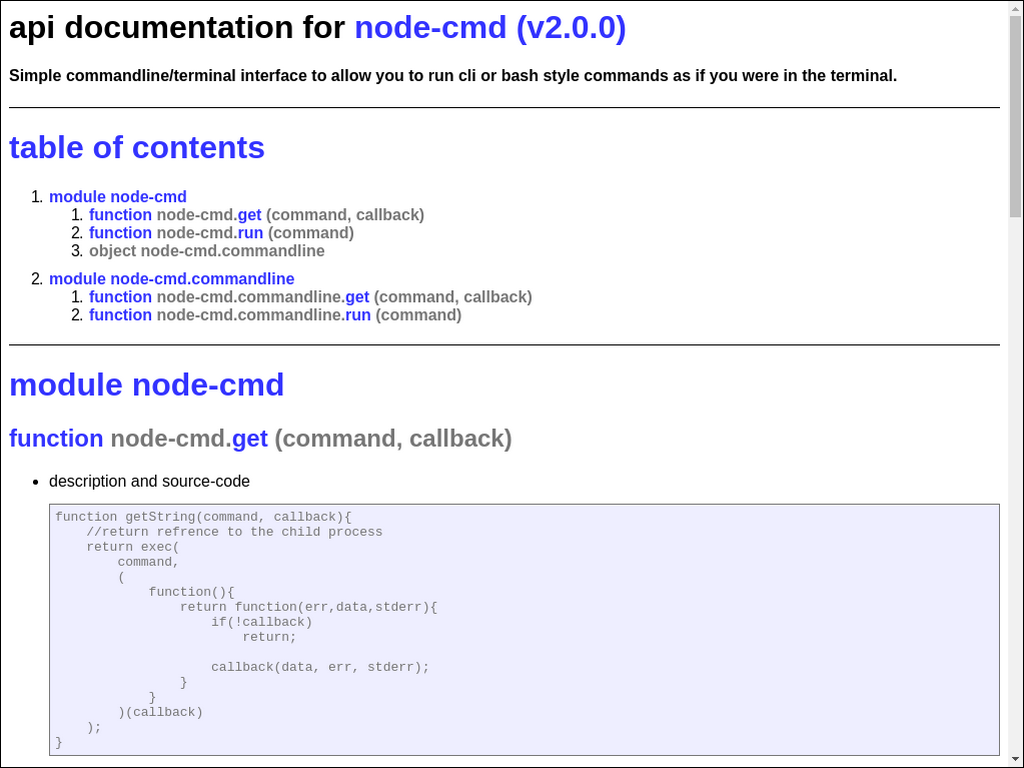 api documentation for node-cmd (v2.0.0)
Simple commandline/terminal interface to allow you to run cli or bash style commands as if you were in the terminal.
table of contents
1. module node-cmd
1. function node-cmd.get (command, callback)
2. function node-cmd.run (command)
3. object node-cmd.commandline
2. module node-cmd.commandline
1. function node-cmd.commandline.get (command, callback)
2. function node-cmd.commandline.run (command)
module node-cmd
function node-cmd.get (command, callback)
• description and source-code
function getString(command, callback){
    //return refrence to the child process
    return exec(
        command,
        (
            function(){
                return function(err,data,stderr){
                    if(!callback)
                        return;

                    callback(data, err, stderr);
                }
            }
        )(callback)
    );
}